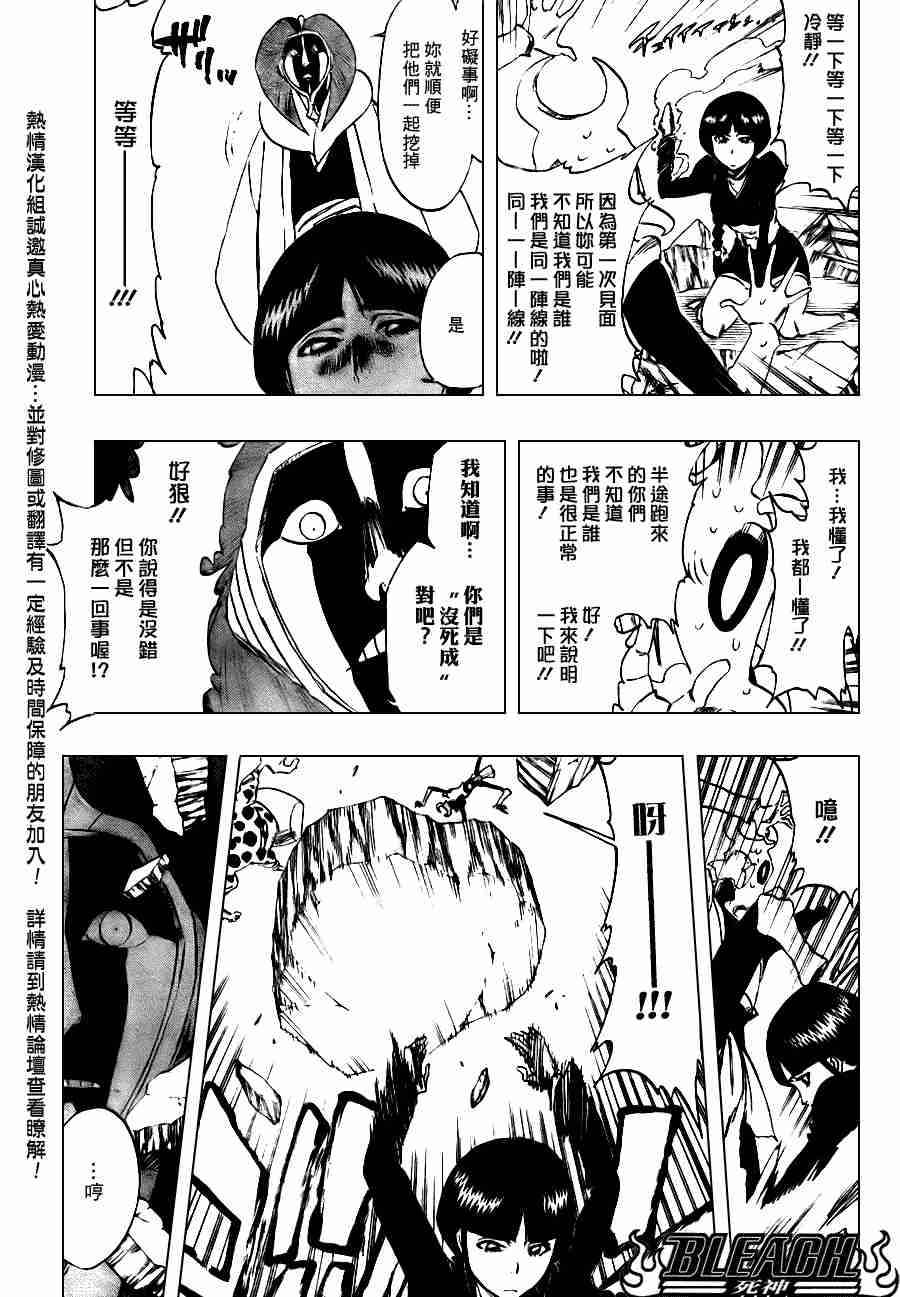 等一下等一下等一下
冷靜!!
因為第一次見面
所以妳可能
不知道我們是誰
我們是同一陣線的啦!
同一一陣一線!!
好礙事啊…
妳就順便
把他們一起挖掉
是
等等——!!!
我…我懂了!
我都一懂了!!
半途跑來
的你們
不知道
我們是誰
也是很正常
的事!
好!
我來說明
一下吧!!
我知道啊…
你們是
“沒死成”
對吧?
好狠!!
你說得是沒錯
但不是
那麼一回事喔!?
噫!!
呀——!!!
…哼
熱情漢化組誠邀真心熱愛動漫…並對修圖或翻譯有一定經驗及時間保障的朋友加入! 詳情請到熱情論壇查看瞭解!
BLEACH
死神